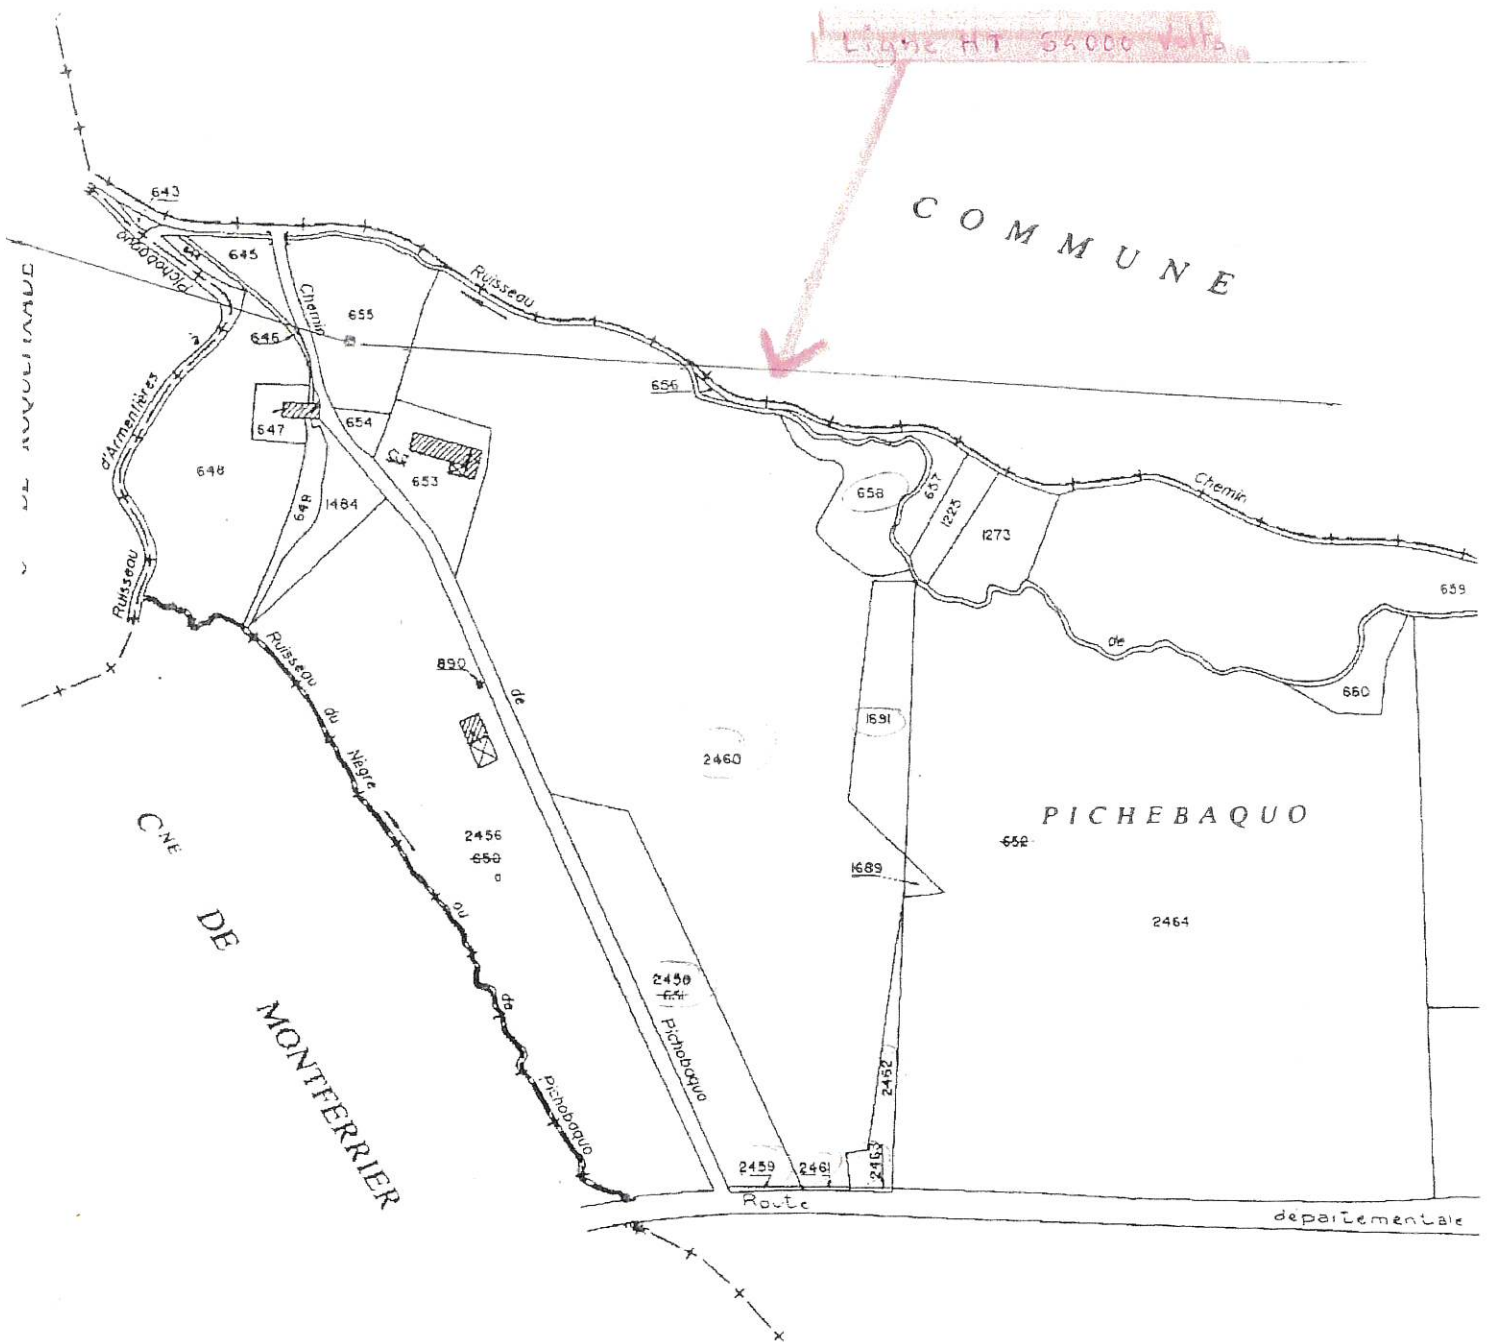 Ligne HT 64000 Volts
COMMUNE
643
645
Pichobaquo
Ruisseau
Chemin
655
646
656
647
654
653
648
649
1484
d'Armentières
Ruisseau
658
657
1225
1273
Chemin
659
de
660
Ruisseau
du
Nègre
ou
de
Pichobaquo
890
de
Pichobaquo
2460
1691
PICHEBAQUO
652
1689
2464
2456
650
2458
651
CNE
DE
MONTFERRIER
2462
2463
2459
2461
Route
départementale